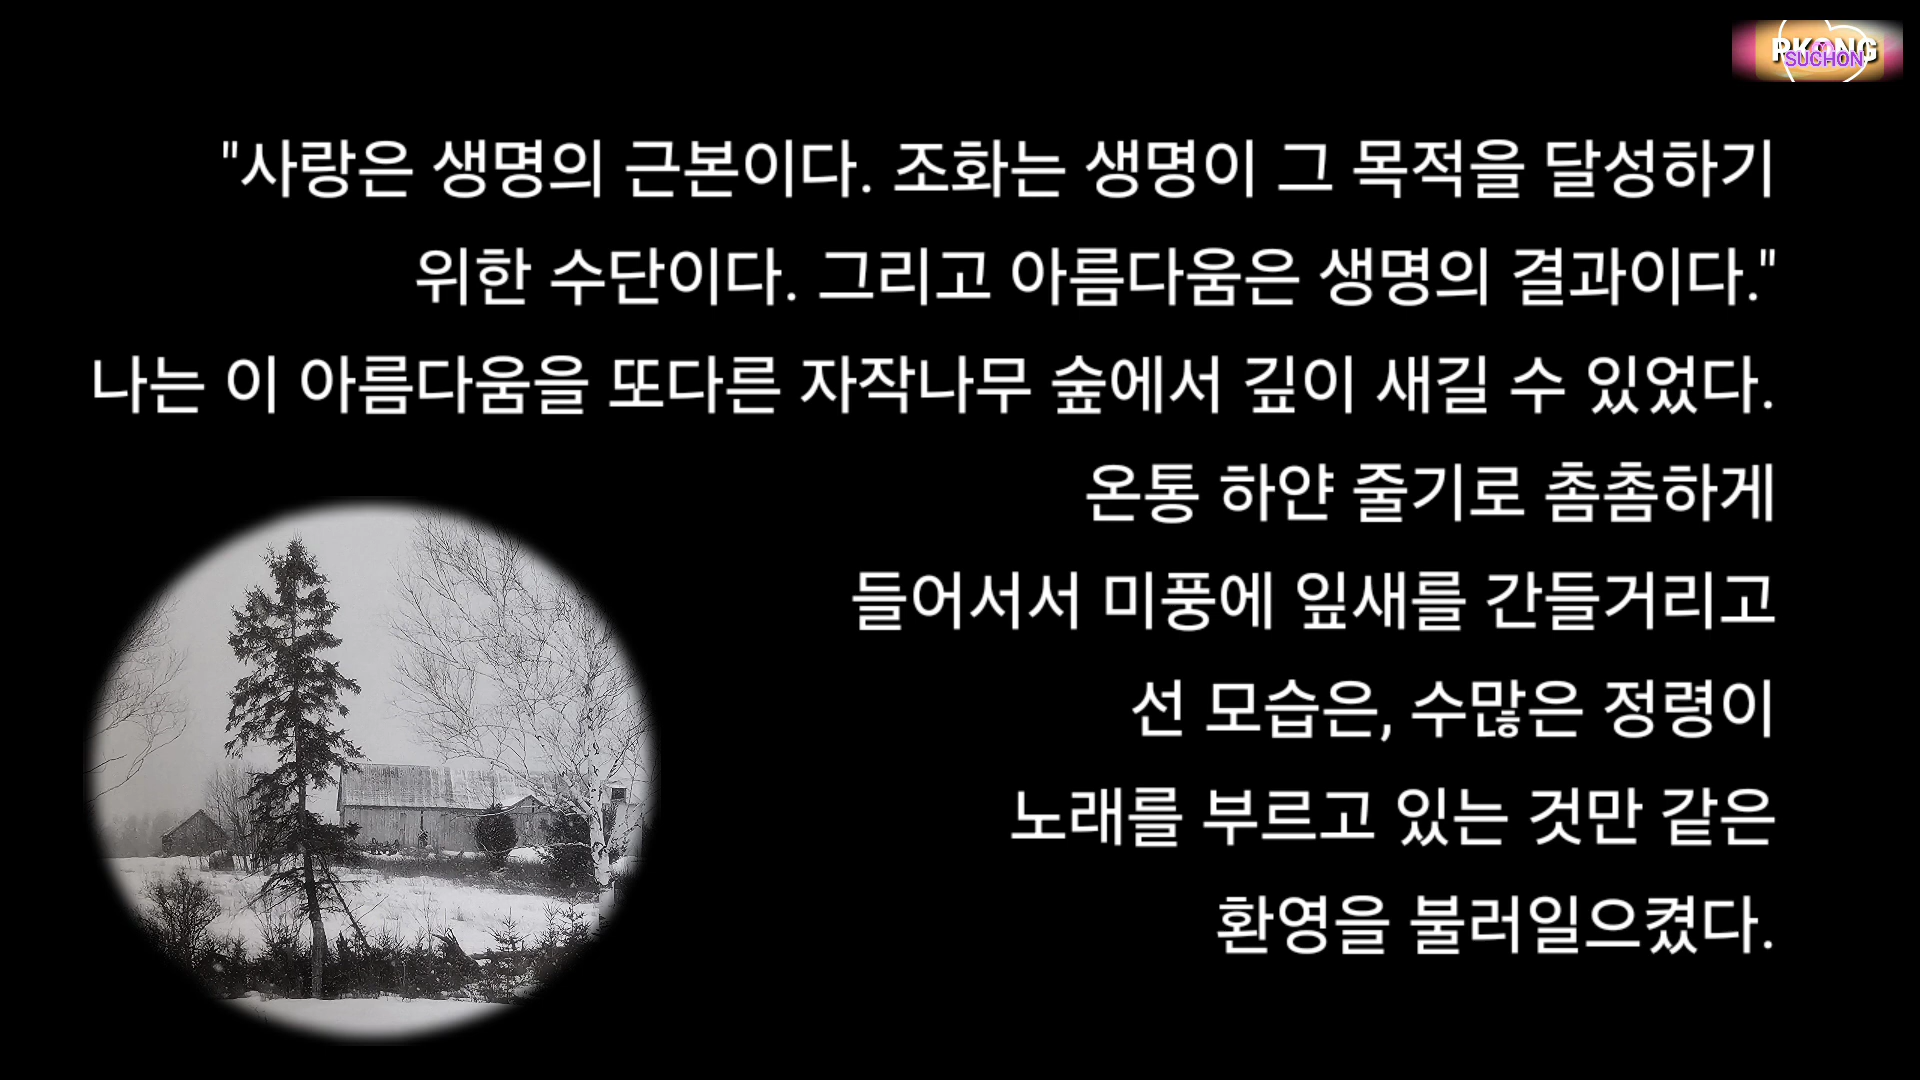 RKONG
SUCHON
"사랑은 생명의 근본이다. 조화는 생명이 그 목적을 달성하기
위한 수단이다. 그리고 아름다움은 생명의 결과이다."
나는 이 아름다움을 또다른 자작나무 숲에서 깊이 새길 수 있었다.
온통 하얀 줄기로 촘촘하게
들어서서 미풍에 잎새를 간들거리고
선 모습은, 수많은 정령이
노래를 부르고 있는 것만 같은
환영을 불러일으켰다.